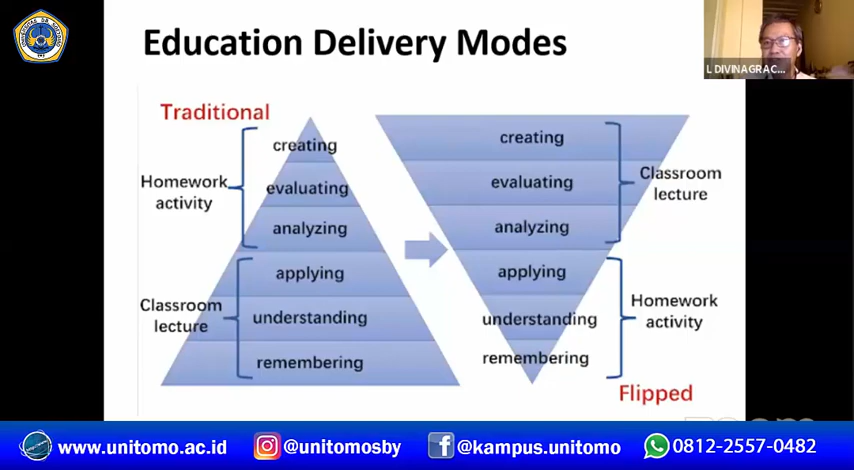 Education Delivery Modes
L DIVINAGRAC...
Traditional
creating
evaluating
analyzing
applying
understanding
remembering
Homework
activity
Classroom
lecture
creating
evaluating
analyzing
applying
understanding
remembering
Classroom
lecture
Homework
activity
Flipped
www.unitomo.ac.id
@unitomosby
@kampus.unitomo
0812-2557-0482